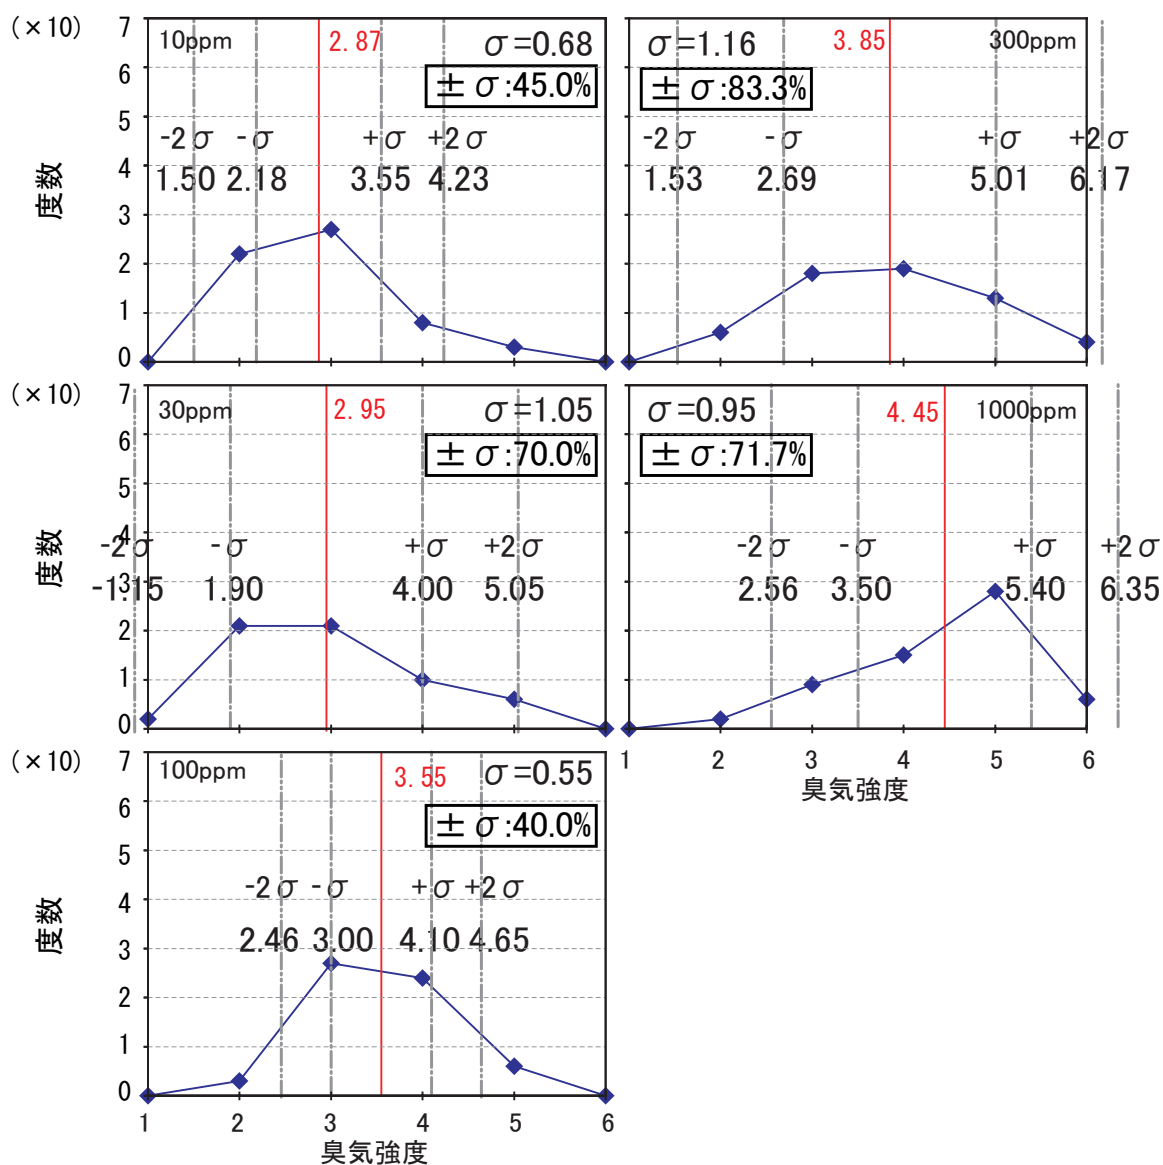 (×10)
7
6
5
4
3
2
1
0
度数
10ppm
2.87
σ=0.68
± σ:45.0%
-2σ -σ +σ +2σ
1.50 2.18 3.55 4.23
σ=1.16
3.85
300ppm
± σ:83.3%
-2σ -σ +σ +2σ
1.53 2.69 5.01 6.17
(×10)
7
6
5
4
3
2
1
0
度数
30ppm
2.95
σ=1.05
± σ:70.0%
-2σ -σ +σ +2σ
1.90 4.00 5.05
σ=0.95
4.45
1000ppm
± σ:71.7%
-2σ -σ +σ +2σ
2.56 3.50 5.40 6.35
1 2 3 4 5 6
臭気強度
(×10)
7
6
5
4
3
2
1
0
度数
100ppm
3.55
σ=0.55
± σ:40.0%
-2σ -σ +σ +2σ
2.46 3.00 4.10 4.65
1 2 3 4 5 6
臭気強度